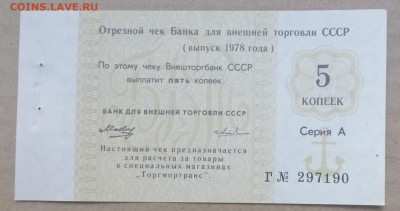 COINS.LAVE.RU
Отрезной чек Банка для внешней торговли СССР
(выпуск 1978 года)
По этому чеку Внешторгбанк СССР
выплатит пять копеек.
БАНК ДЛЯ ВНЕШНЕЙ ТОРГОВЛИ СССР
Настоящий чек предназначается
для расчета за товары
в специальных магазинах
"Торгмортранс".
5
КОПЕЕК
Серия А
Г № 297190